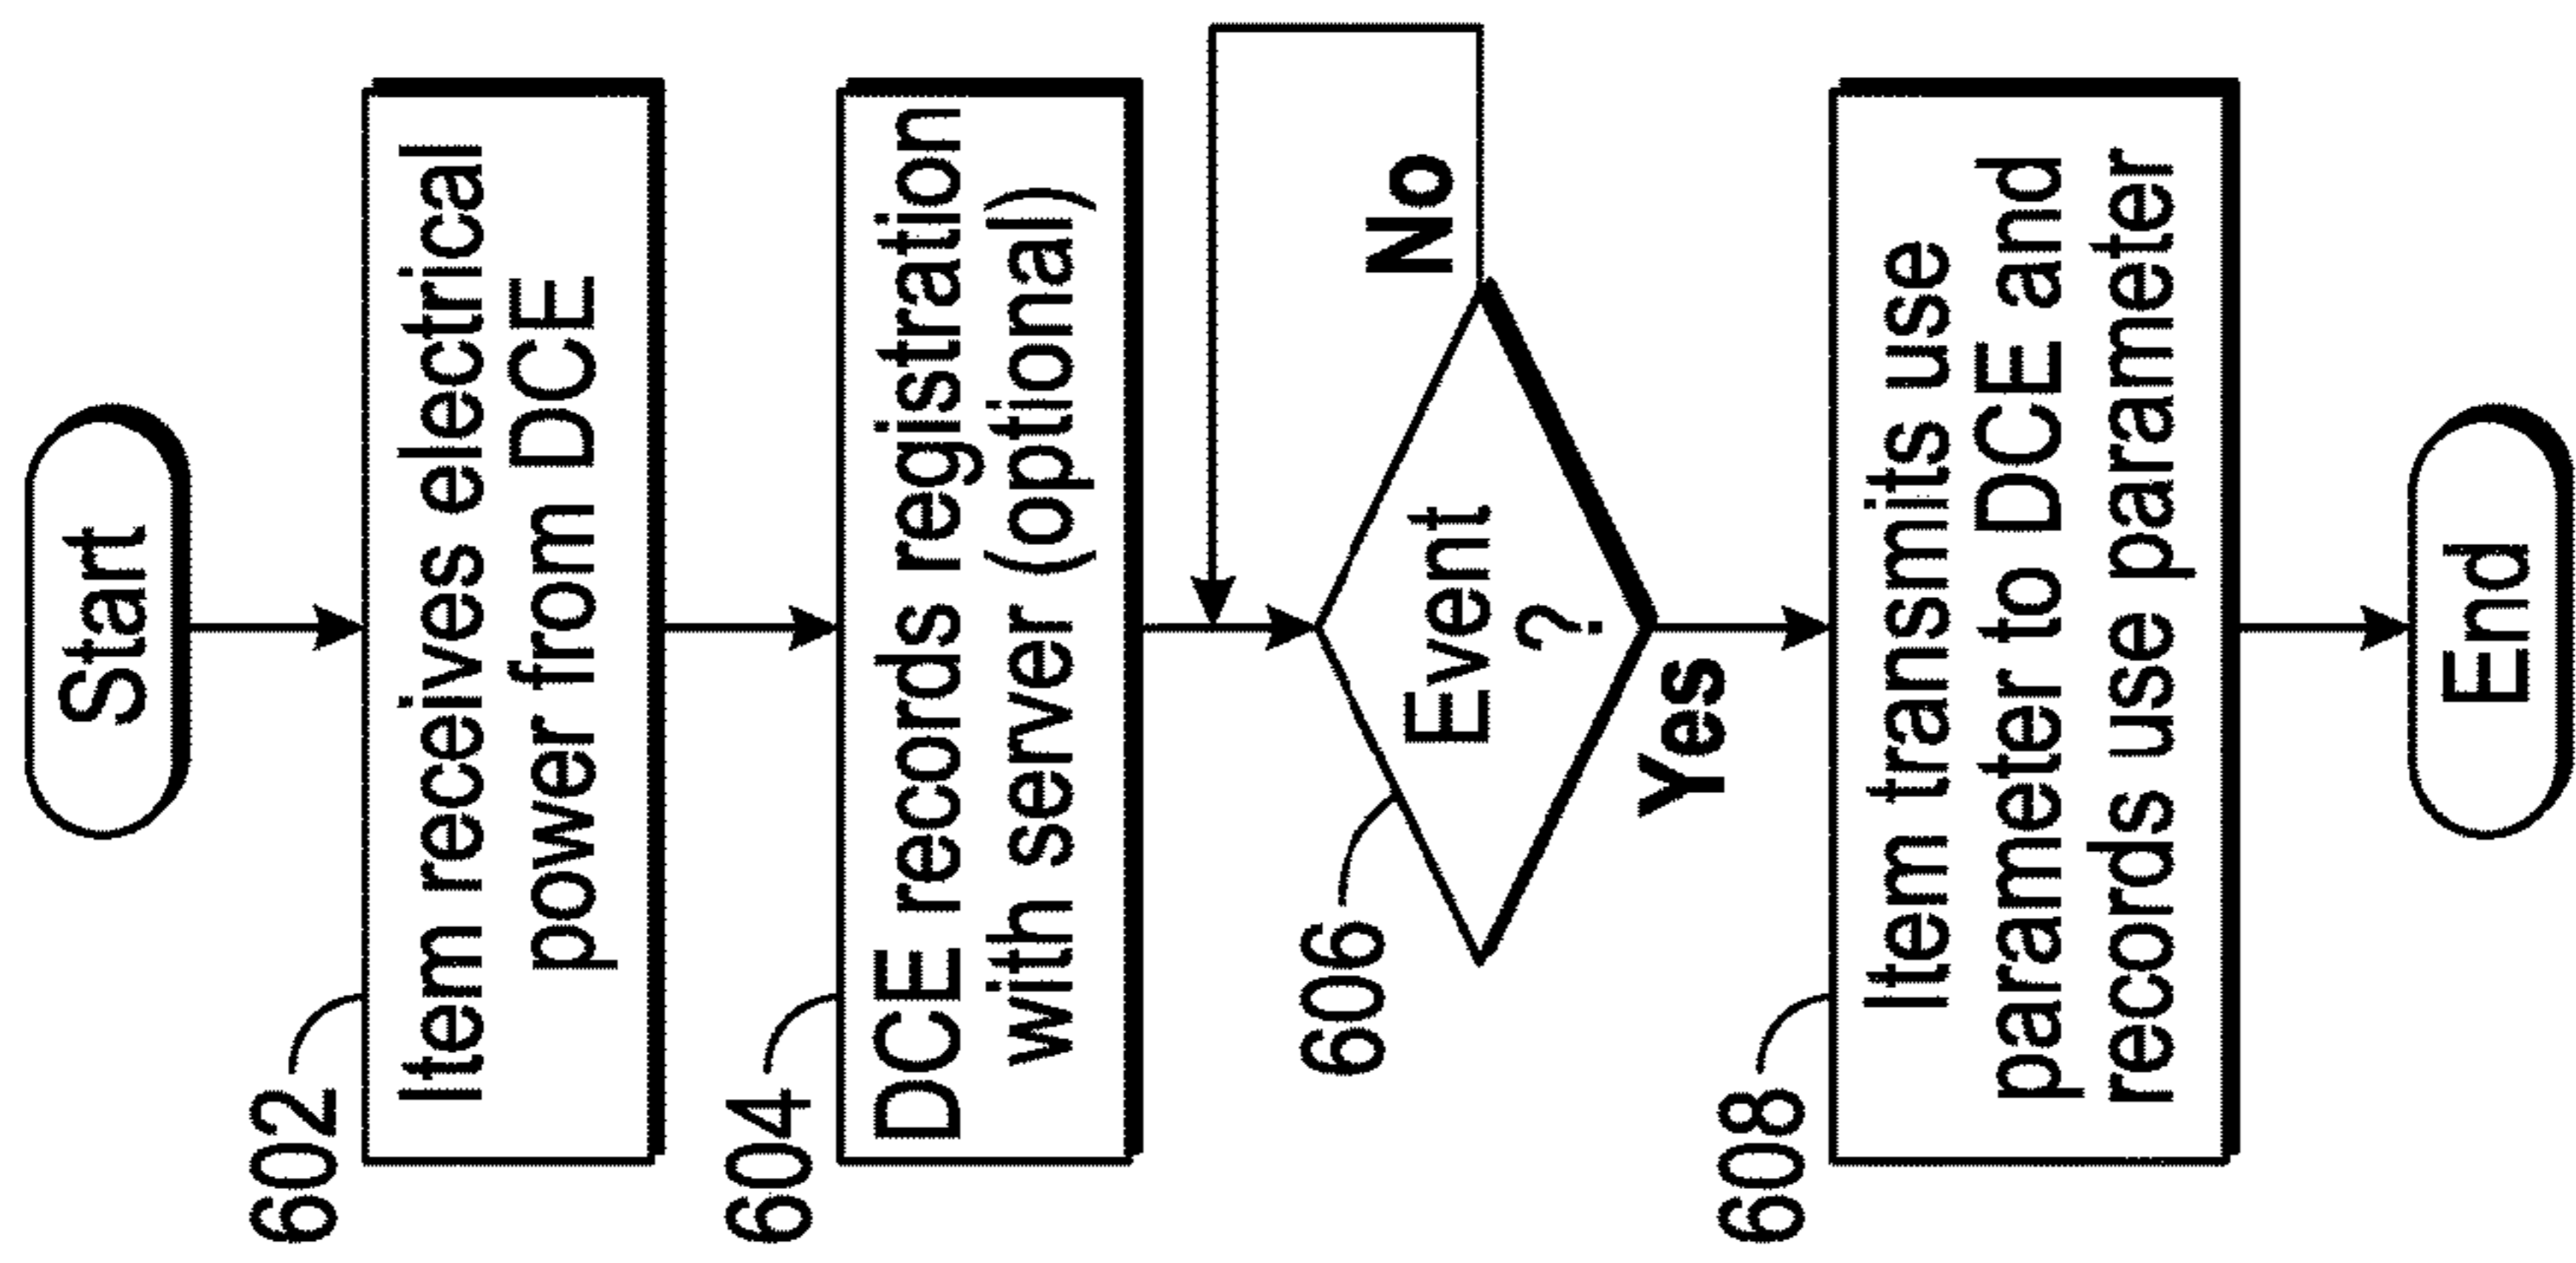 Start
602
Item receives electrical
power from DCE
604
DCE records registration
with server (optional)
606
Event
?
No
Yes
608
Item transmits use
parameter to DCE and
records use parameter
End